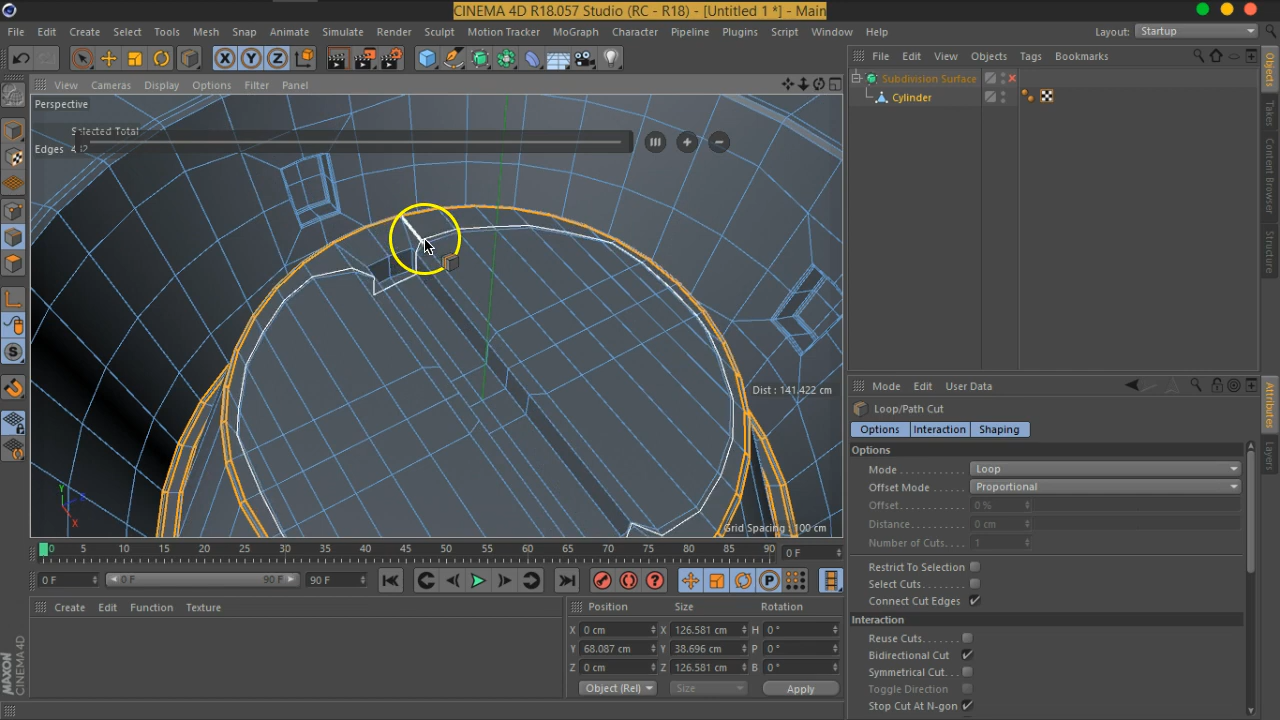 CINEMA 4D R18.057 Studio (RC - R18) - [Untitled 1 *] - Main
File Edit Create Select Tools Mesh Snap Animate Simulate Render Sculpt Motion Tracker MoGraph Character Pipeline Plugins Script Window Help Layout: Startup
X Y Z
File Edit View Objects Tags Bookmarks
View Cameras Display Options Filter Panel
Subdivision Surface
Cylinder
Perspective
Selected Total
Edges
Dist : 141.422 cm
Grid Spacing : 100 cm
Y
X
S
Objects
Takes
Content Browser
Structure
Attributes
Layers
Mode Edit User Data
Loop/Path Cut
Options Interaction Shaping
Options
Mode . . . . . . . . . . Loop
Offset Mode . . . . . . Proportional
Offset. . . . . . . . . . 0 %
Distance . . . . . . . . 0 cm
Number of Cuts. . . . 1
Restrict To Selection
Select Cuts. . . . . . . .
Connect Cut Edges
Interaction
Reuse Cuts. . . . . . .
Bidirectional Cut
Symmetrical Cut. . .
Toggle Direction
Stop Cut At N-gon
0 5 10 15 20 25 30 35 40 45 50 55 60 65 70 75 80 85 90 0 F
0 F 0 F 90 F 90 F P
Create Edit Function Texture
Position Size Rotation
X 0 cm X 126.581 cm H 0 °
Y 68.087 cm Y 38.696 cm P 0 °
Z 0 cm Z 126.581 cm B 0 °
Object (Rel) Size Apply
MAXON
CINEMA 4D